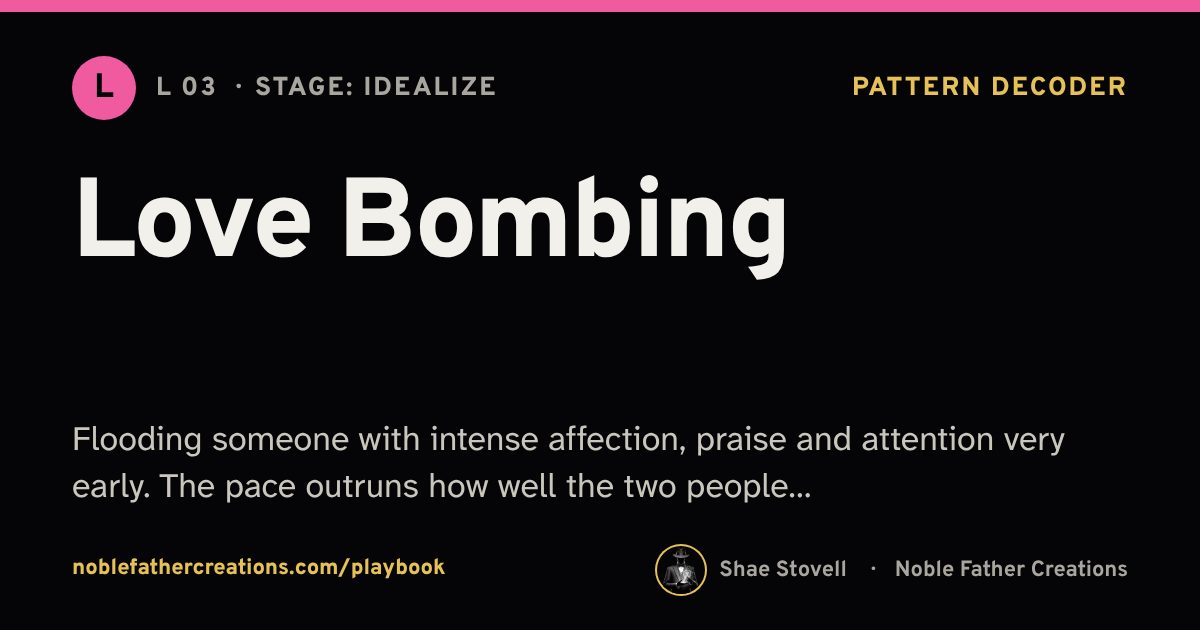 L L 03 · STAGE: IDEALIZE PATTERN DECODER
Love Bombing
Flooding someone with intense affection, praise and attention very
early. The pace outruns how well the two people...
noblefathercreations.com/playbook Shae Stovell · Noble Father Creations